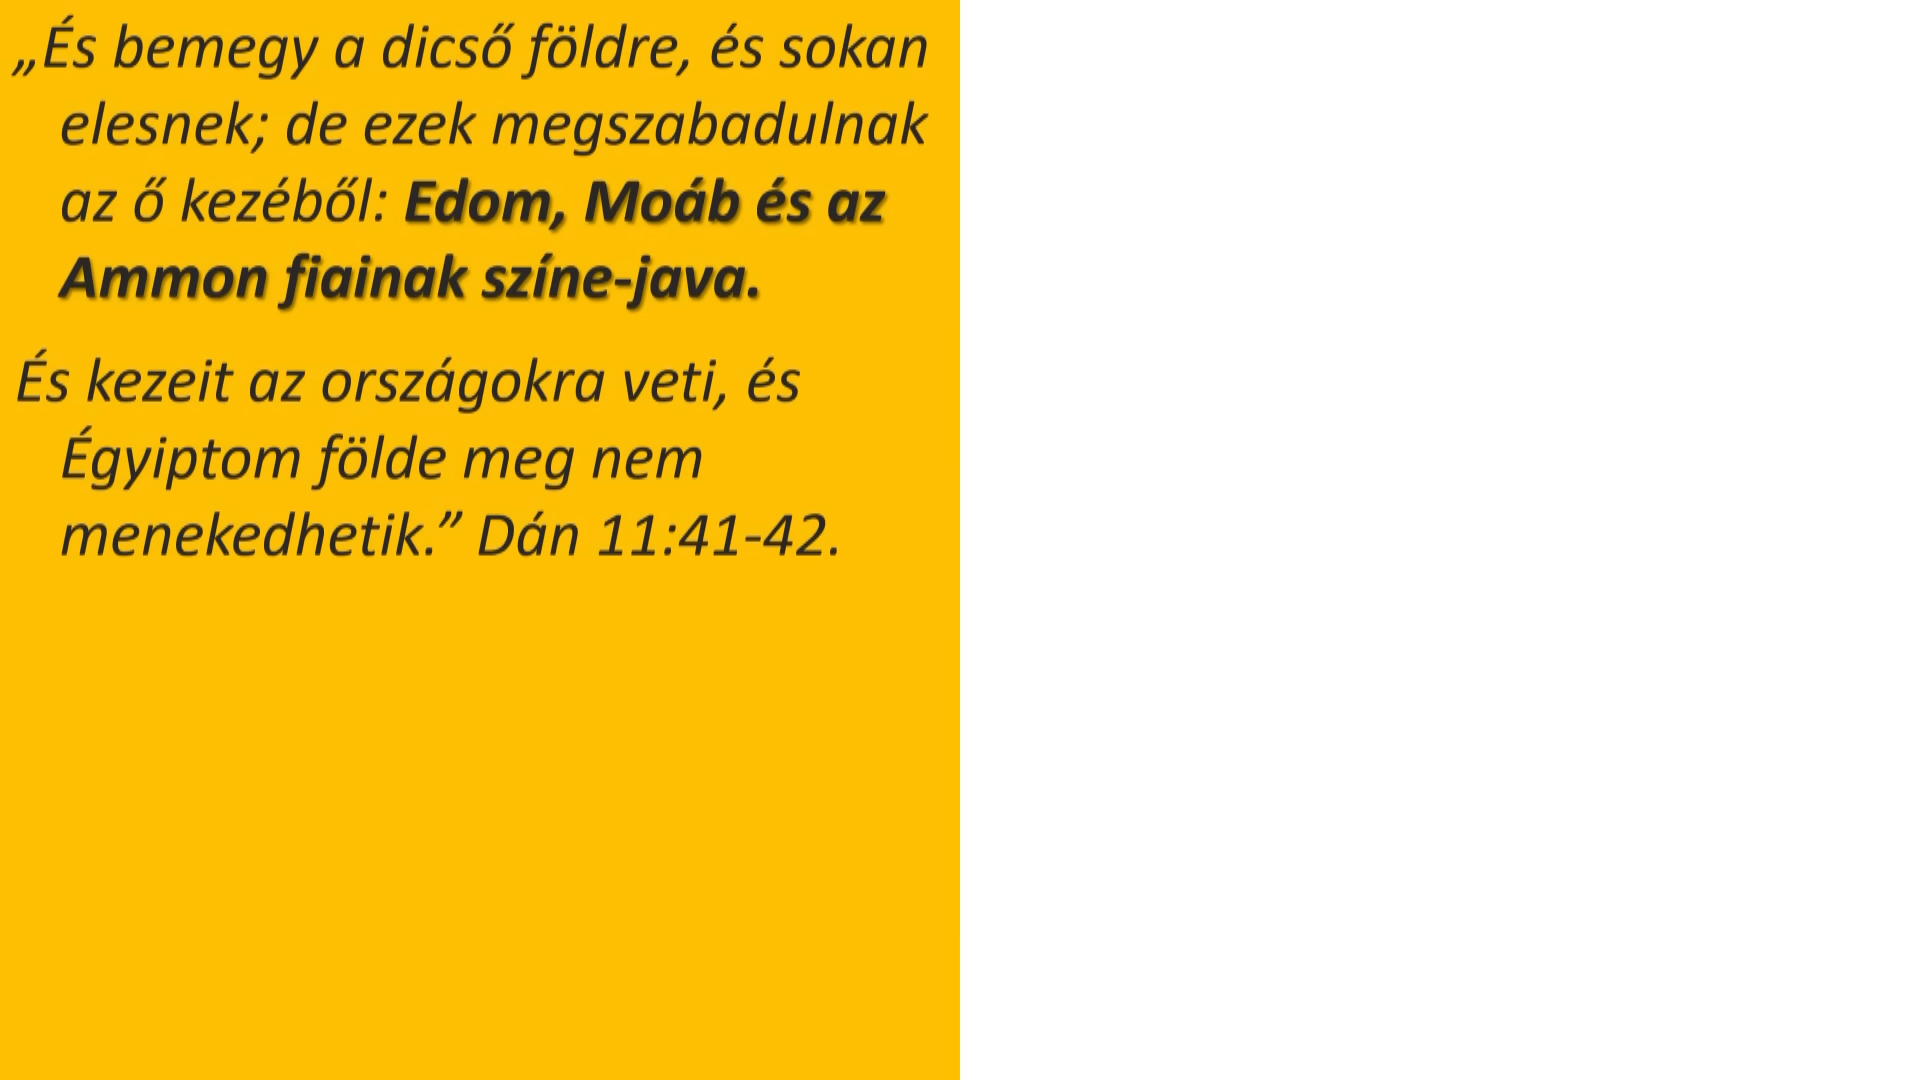 „És bemegy a dicső földre, és sokan
elesnek; de ezek megszabadulnak
az ő kezéből: Edom, Moáb és az
Ammon fiainak színe-java.
És kezeit az országokra veti, és
Égyiptom földe meg nem
menekedhetik.” Dán 11:41-42.